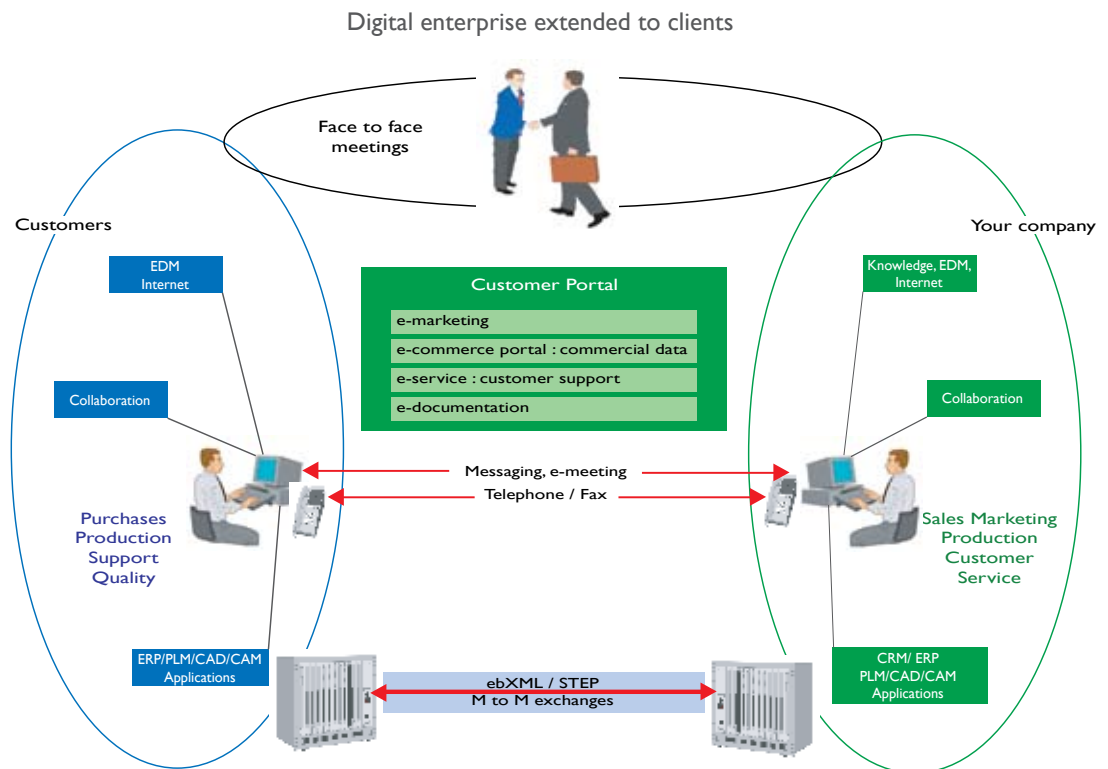 Digital enterprise extended to clients
Face to face
meetings
Customers
Your company
EDM
Internet
Customer Portal
e-marketing
e-commerce portal : commercial data
e-service : customer support
e-documentation
Knowledge, EDM,
Internet
Collaboration
Collaboration
Messaging, e-meeting
Telephone / Fax
Purchases
Production
Support
Quality
Sales Marketing
Production
Customer
Service
ERP/PLM/CAD/CAM
Applications
ebXML / STEP
M to M exchanges
CRM/ ERP
PLM/CAD/CAM
Applications